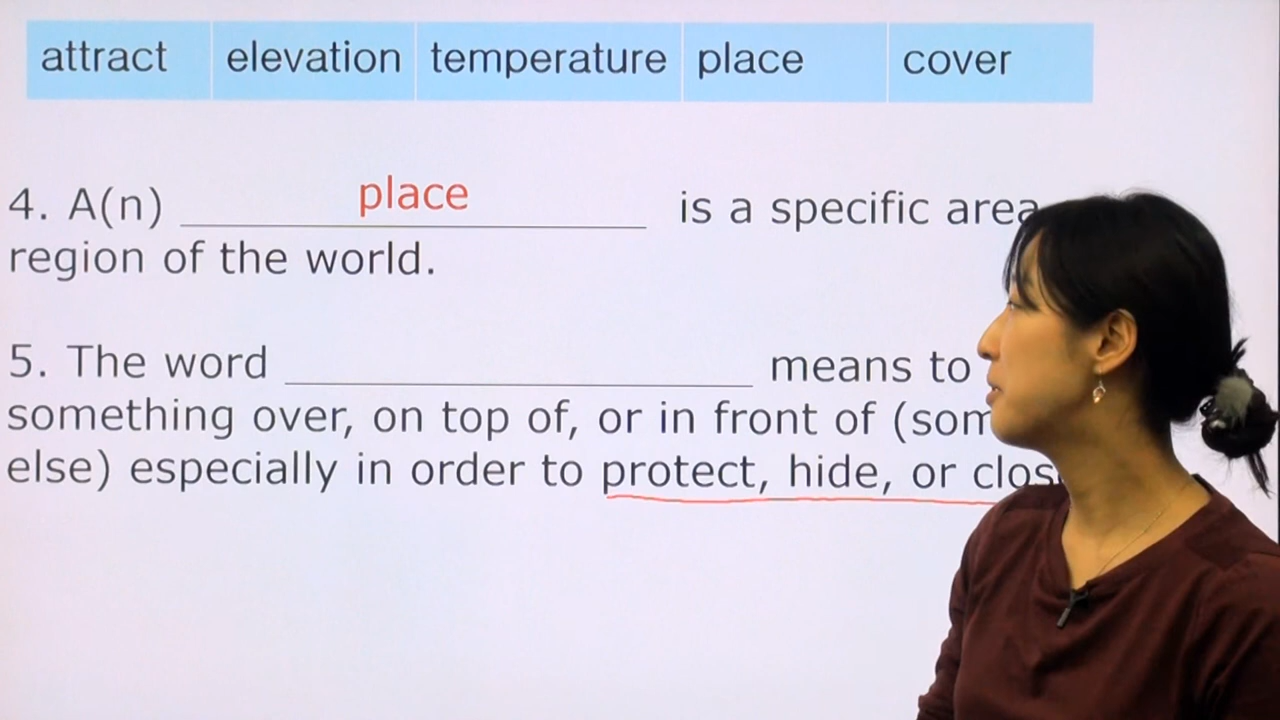 attract elevation temperature place cover
4. A(n) place is a specific area
region of the world.
5. The word ____ means to
something over, on top of, or in front of (som
else) especially in order to protect, hide, or clos